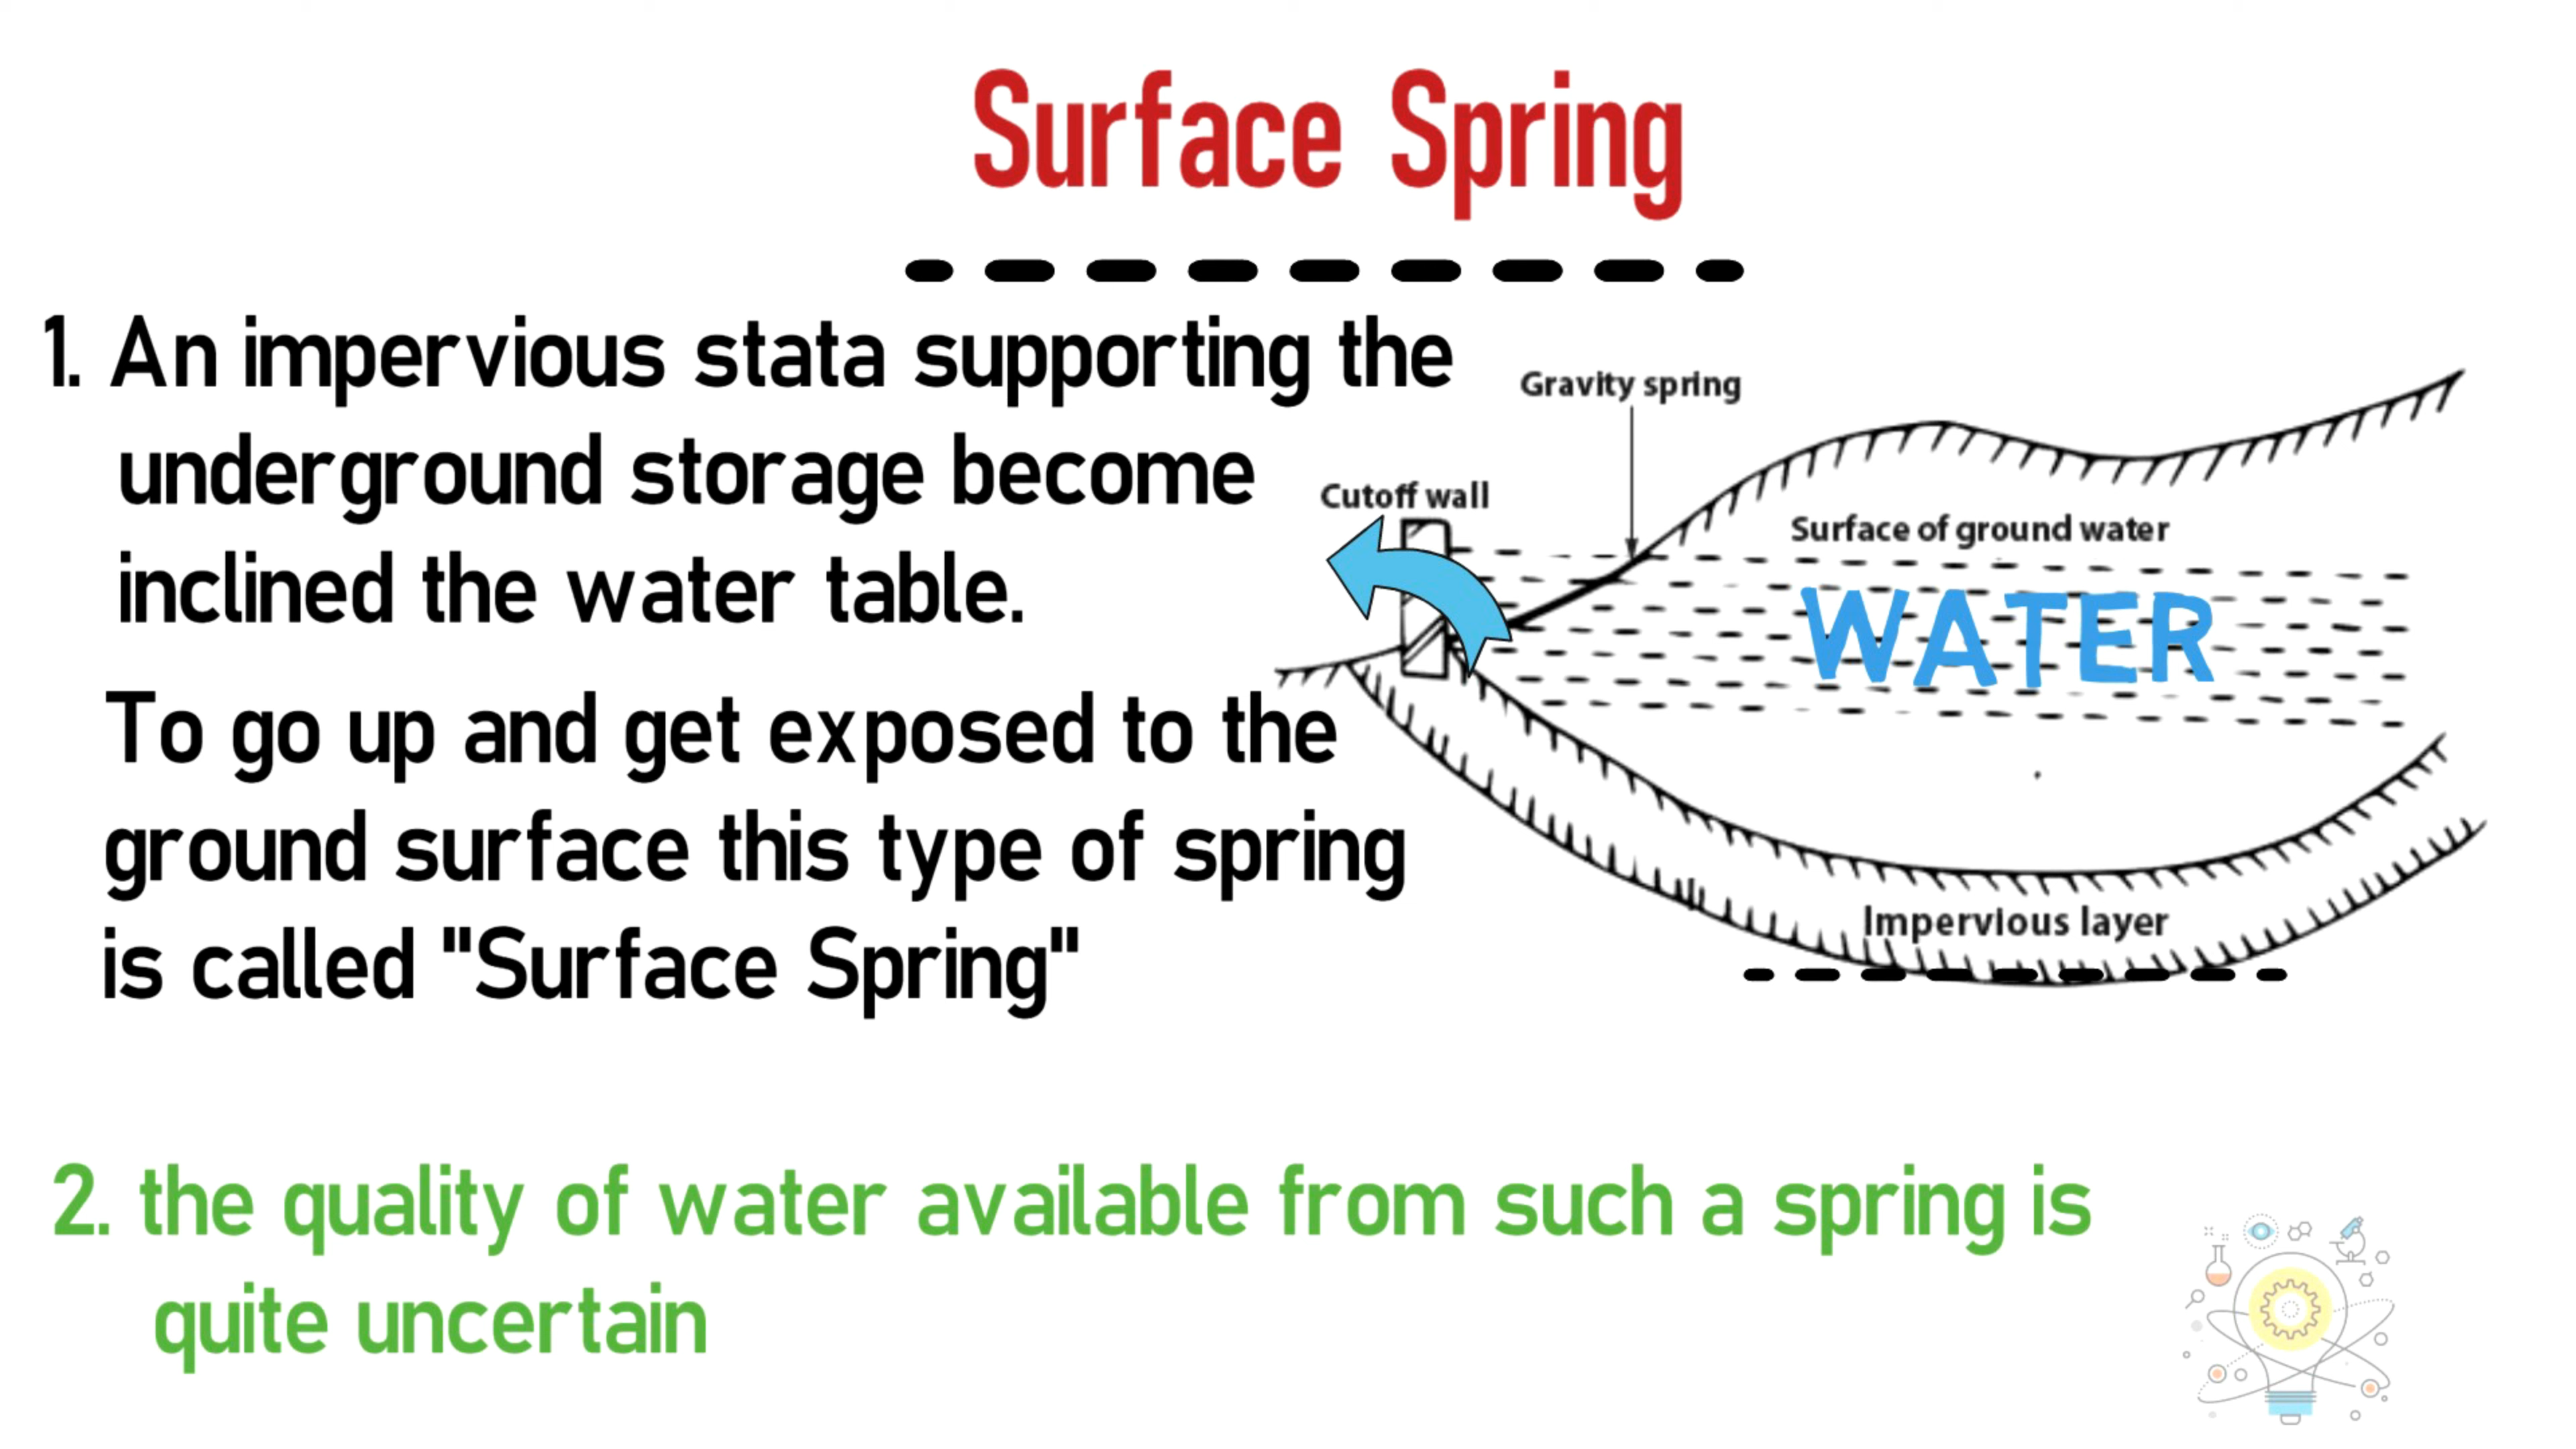 Surface Spring
1. An impervious stata supporting the
underground storage become
inclined the water table.
To go up and get exposed to the
ground surface this type of spring
is called "Surface Spring"
Gravity spring
Cutoff wall
Surface of ground water
WATER
Impervious layer
2. the quality of water available from such a spring is
quite uncertain